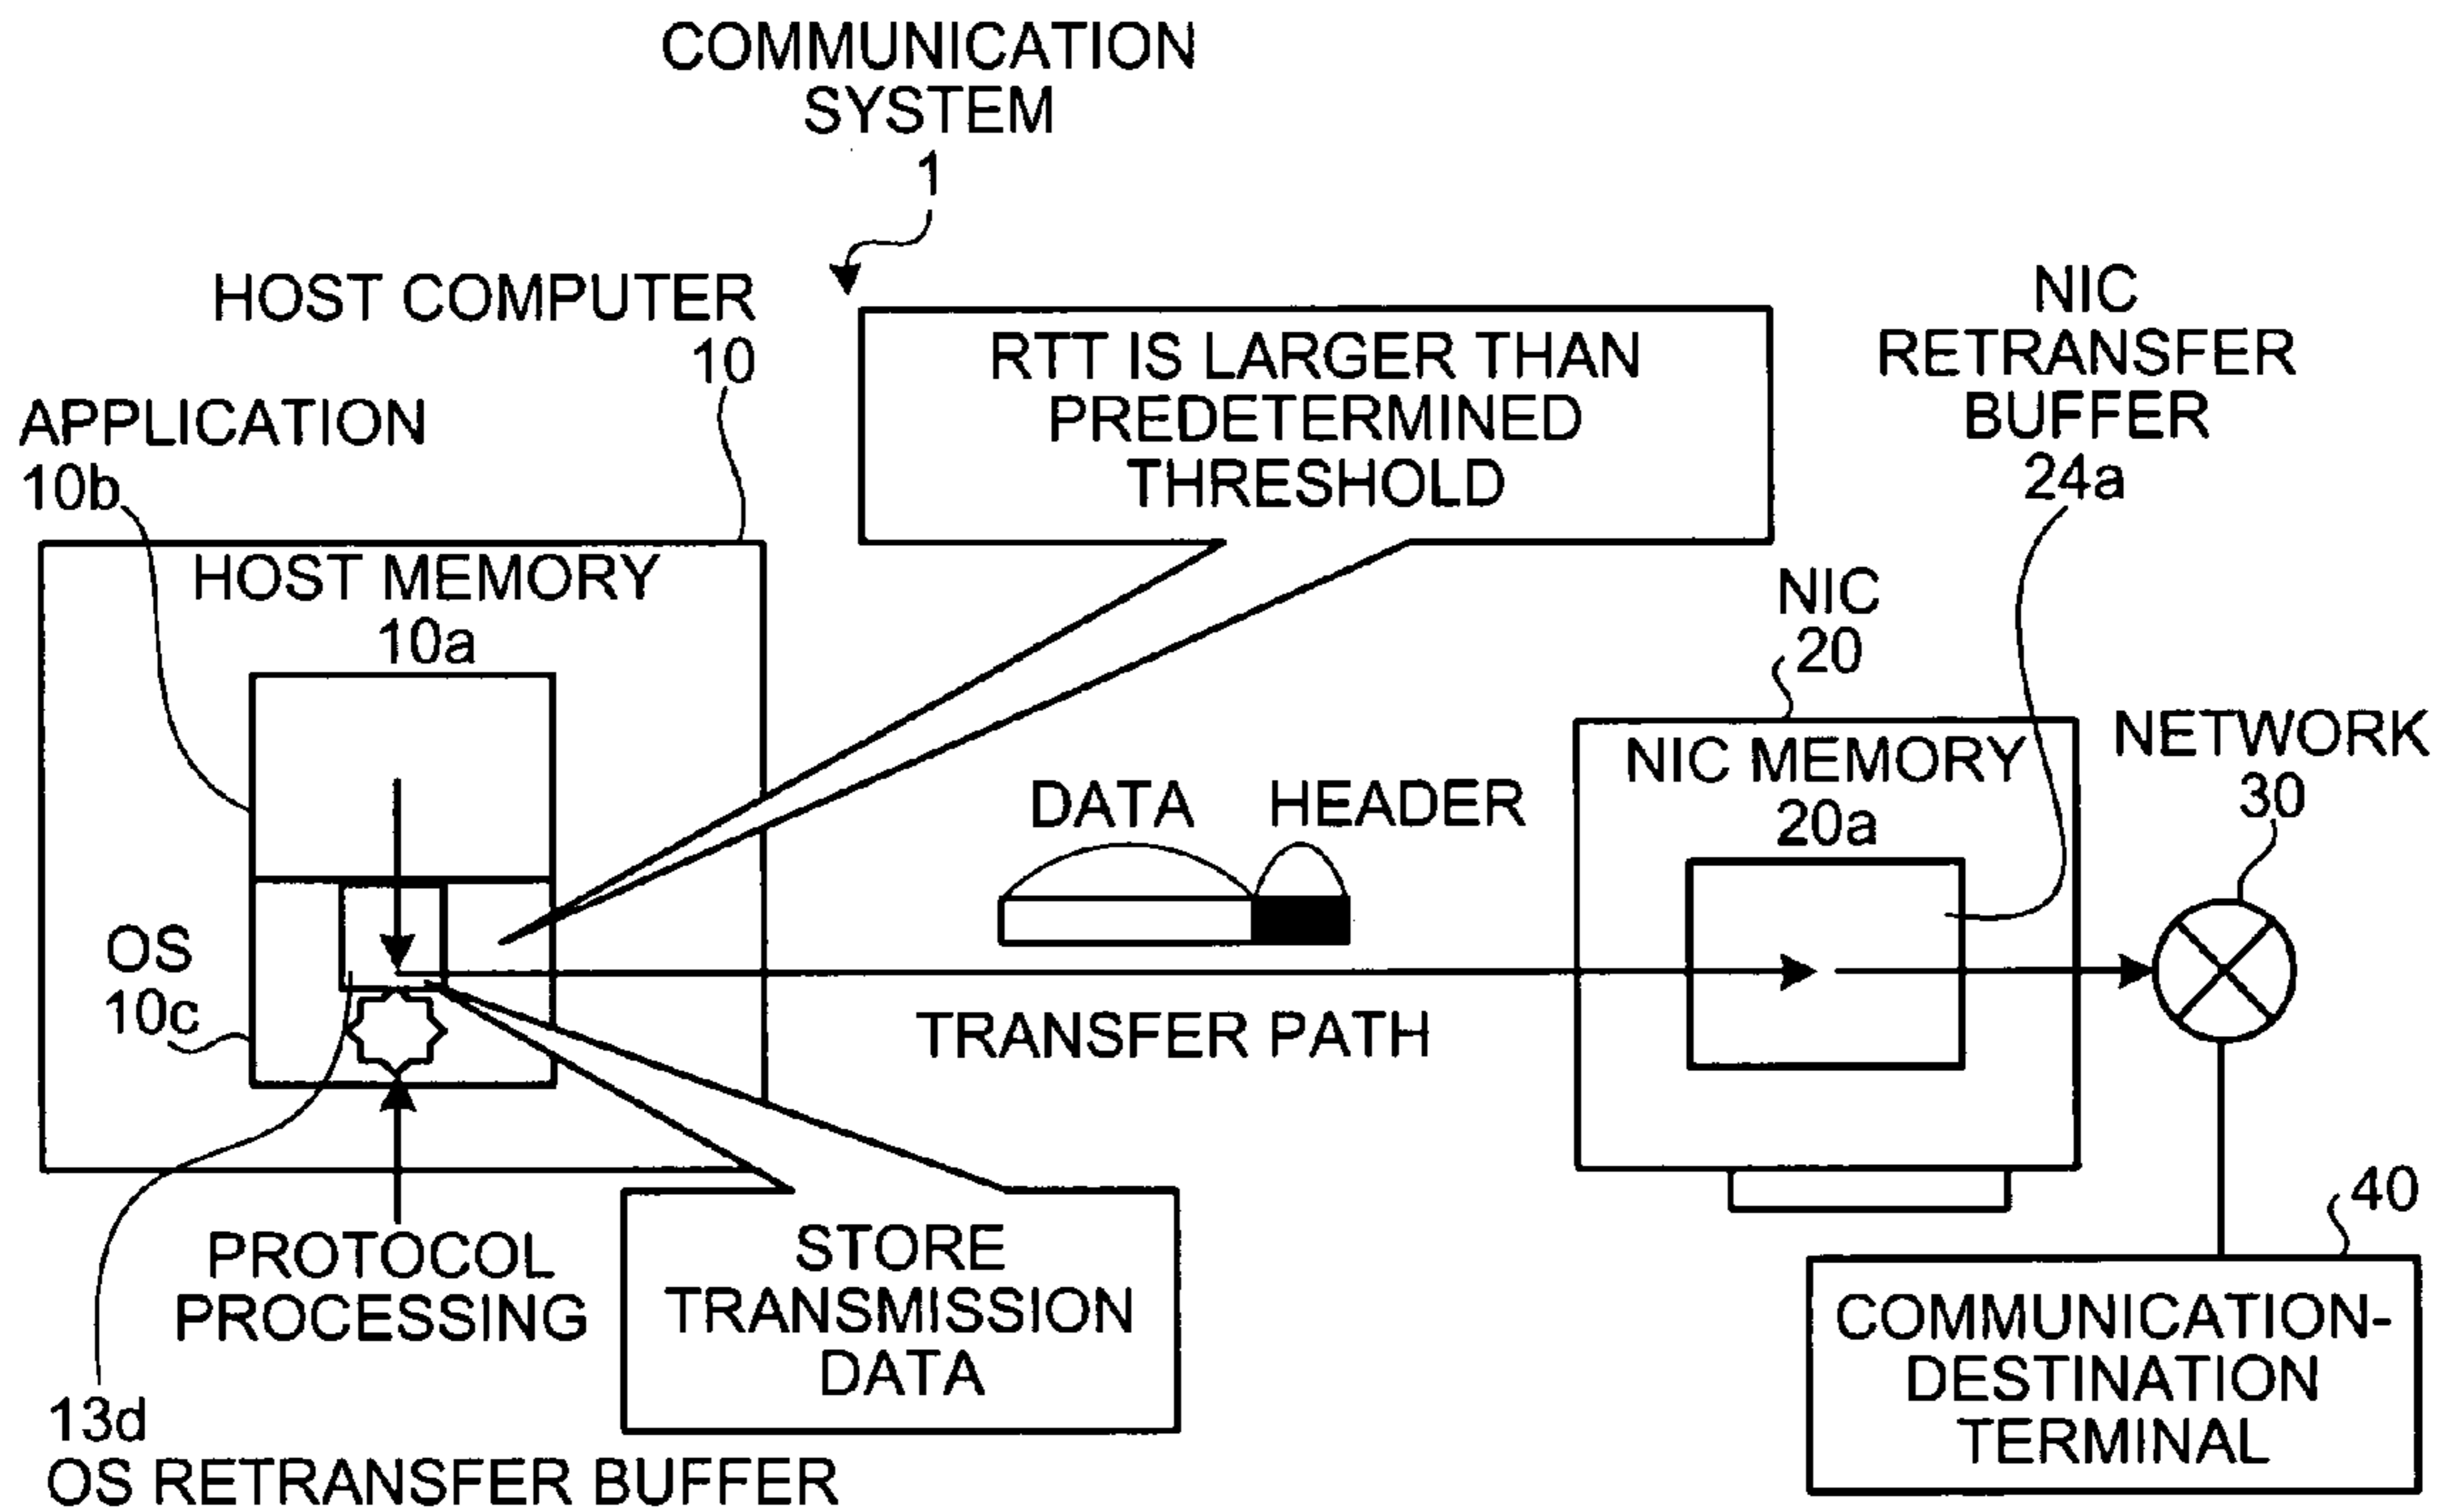 COMMUNICATION
SYSTEM
1
HOST COMPUTER
10
APPLICATION
10b
RTT IS LARGER THAN
PREDETERMINED
THRESHOLD
NIC
RETRANSFER
BUFFER
24a
HOST MEMORY
10a
NIC
20
NIC MEMORY
20a
NETWORK
30
DATA HEADER
OS
10c
TRANSFER PATH
PROTOCOL
PROCESSING
STORE
TRANSMISSION
DATA
40
COMMUNICATION-
DESTINATION
TERMINAL
13d
OS RETRANSFER BUFFER